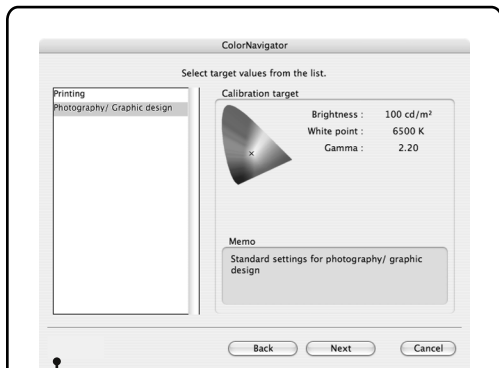 ColorNavigator
Select target values from the list.
Printing
Photography/ Graphic design
Calibration target
Brightness : 100 cd/m²
White point : 6500 K
Gamma : 2.20
Memo
Standard settings for photography/ graphic
design
Back Next Cancel